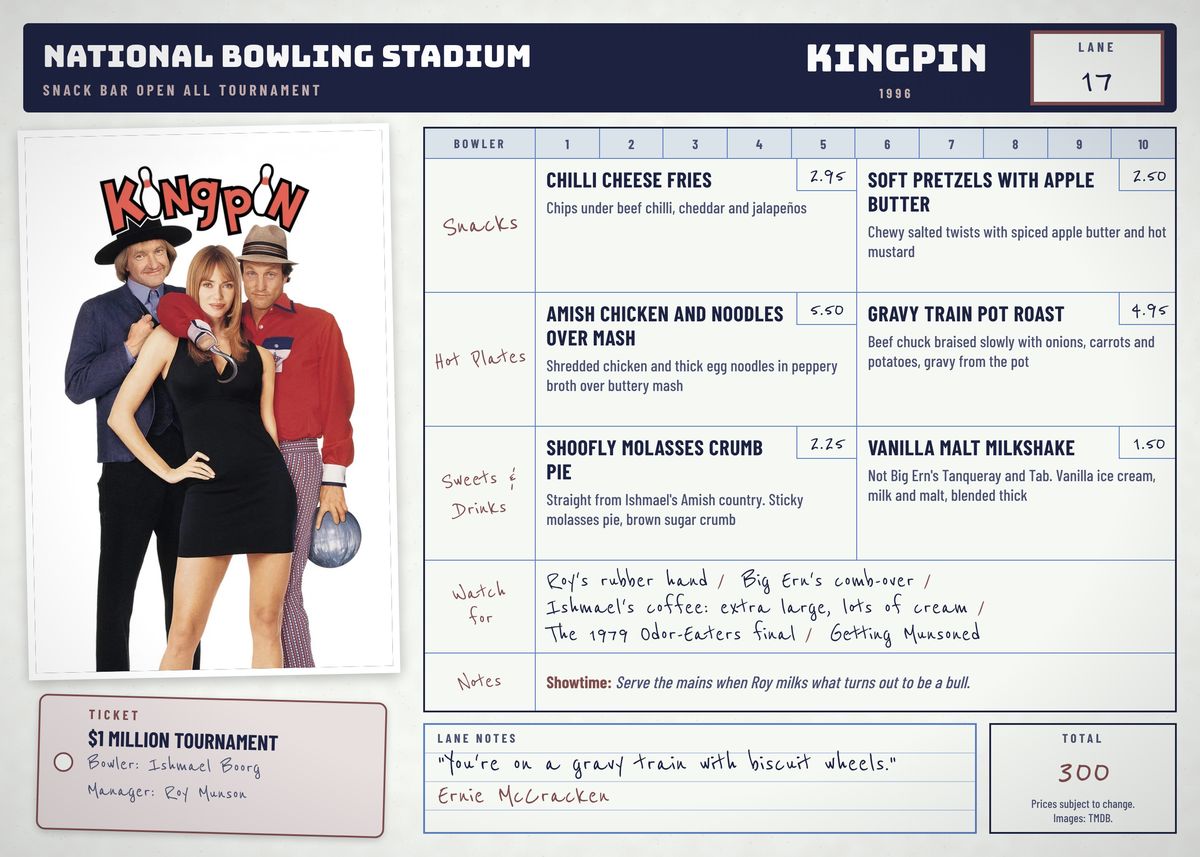 NATIONAL BOWLING STADIUM
SNACK BAR OPEN ALL TOURNAMENT
KINGPIN
1996
LANE
17
KingpiN
TICKET
$1 MILLION TOURNAMENT
Bowler: Ishmael Boorg
Manager: Roy Munson
BOWLER 1 2 3 4 5 6 7 8 9 10
Snacks
CHILLI CHEESE FRIES 2.95
Chips under beef chilli, cheddar and jalapeños
SOFT PRETZELS WITH APPLE 2.50
BUTTER
Chewy salted twists with spiced apple butter and hot
mustard
Hot Plates
AMISH CHICKEN AND NOODLES 5.50
OVER MASH
Shredded chicken and thick egg noodles in peppery
broth over buttery mash
GRAVY TRAIN POT ROAST 4.95
Beef chuck braised slowly with onions, carrots and
potatoes, gravy from the pot
Sweets &
Drinks
SHOOFLY MOLASSES CRUMB 2.25
PIE
Straight from Ishmael's Amish country. Sticky
molasses pie, brown sugar crumb
VANILLA MALT MILKSHAKE 1.50
Not Big Ern's Tanqueray and Tab. Vanilla ice cream,
milk and malt, blended thick
Watch
for
Roy's rubber hand / Big Ern's comb-over /
Ishmael's coffee: extra large, lots of cream /
The 1979 Odor-Eaters final / Getting Munsoned
Notes
Showtime: Serve the mains when Roy milks what turns out to be a bull.
LANE NOTES
"You're on a gravy train with biscuit wheels."
Ernie McCracken
TOTAL
300
Prices subject to change.
Images: TMDB.